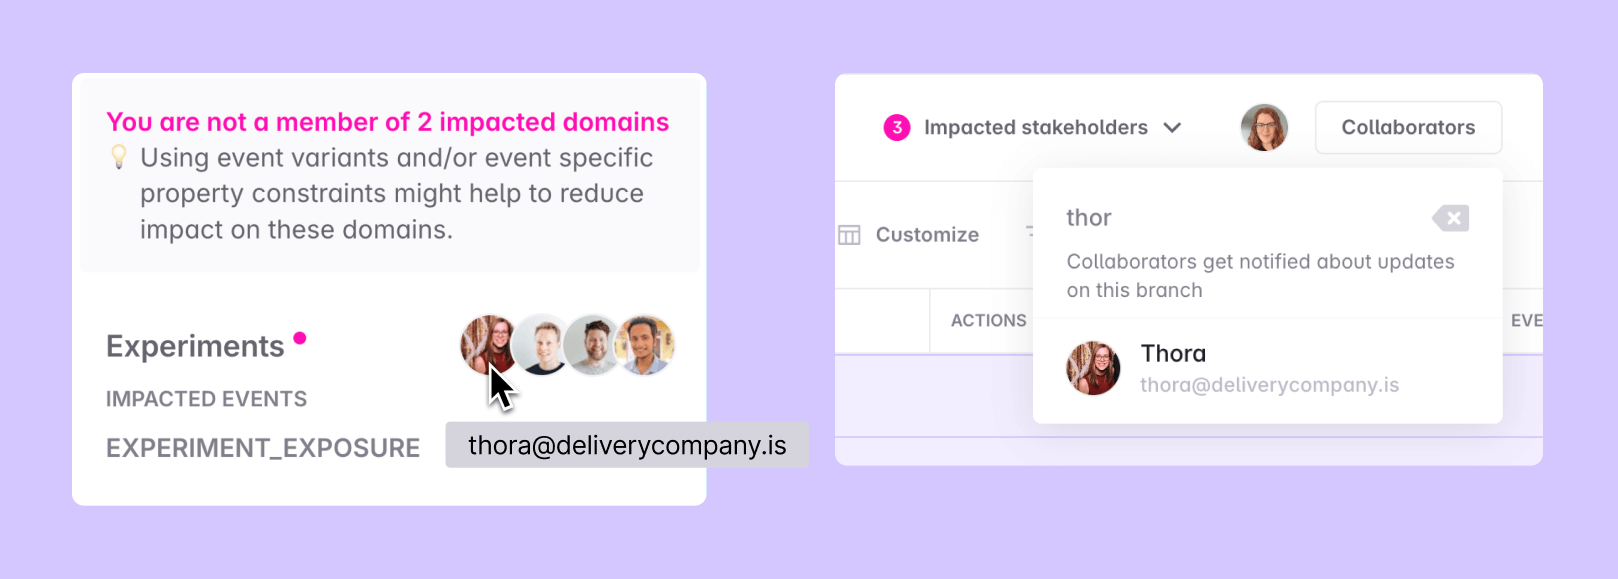 You are not a member of 2 impacted domains
Using event variants and/or event specific
property constraints might help to reduce
impact on these domains.
Experiments
IMPACTED EVENTS
EXPERIMENT_EXPOSURE
thora@deliverycompany.is
3 Impacted stakeholders
Collaborators
Customize
thor
Collaborators get notified about updates
on this branch
ACTIONS
EVE
Thora
thora@deliverycompany.is